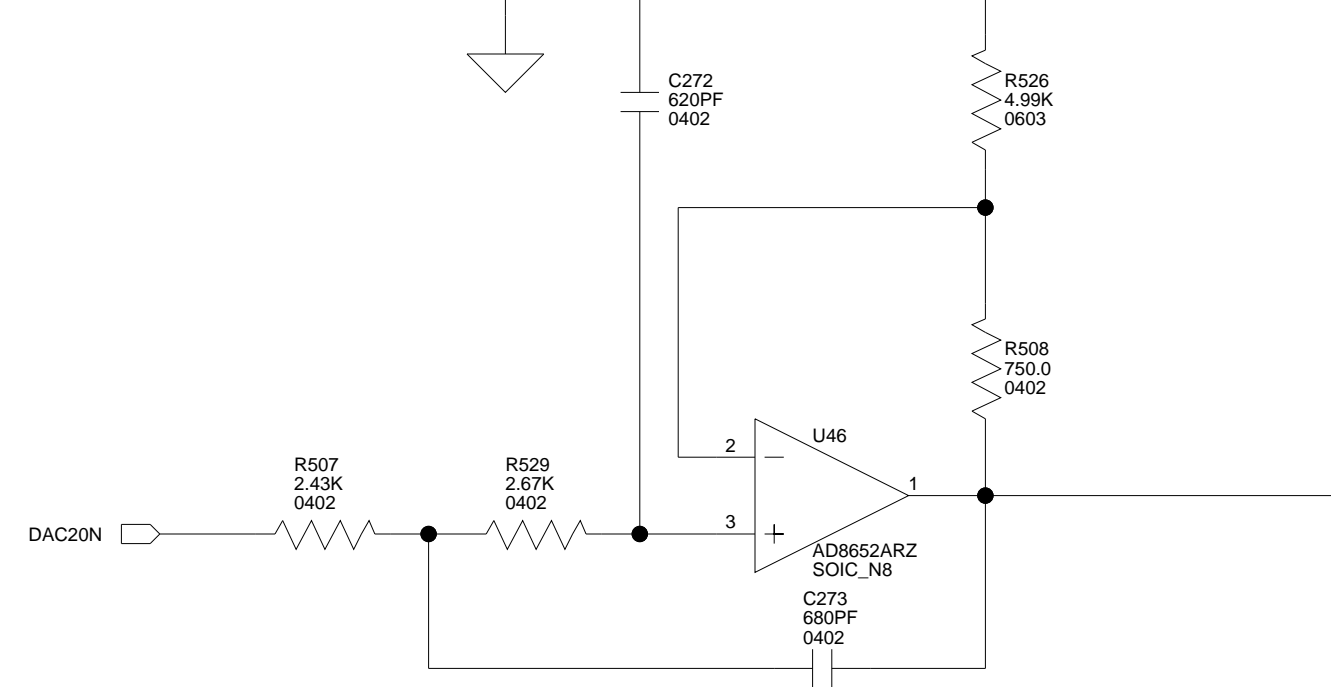 C272
620PF
0402
R526
4.99K
0603
R508
750.0
0402
U46
2
1
3
AD8652ARZ
SOIC_N8
R507
2.43K
0402
R529
2.67K
0402
DAC20N
C273
680PF
0402